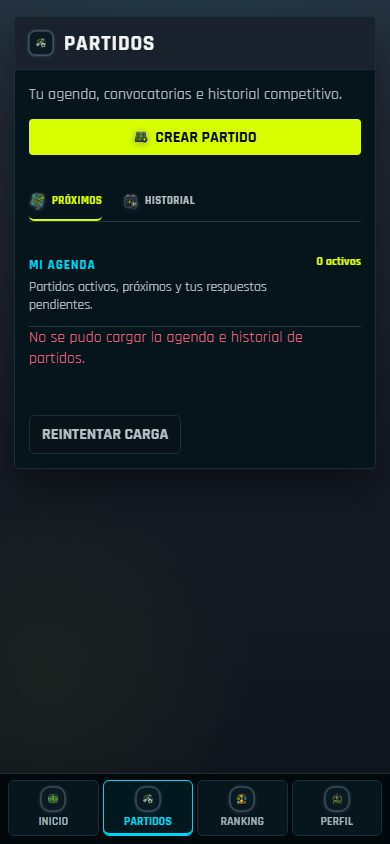 PARTIDOS
Tu agenda, convocatorias e historial competitivo.
CREAR PARTIDO
PRÓXIMOS
HISTORIAL
MI AGENDA
0 activos
Partidos activos, próximos y tus respuestas
pendientes.
No se pudo cargar la agenda e historial de
partidos.
REINTENTAR CARGA
INICIO
PARTIDOS
RANKING
PERFIL